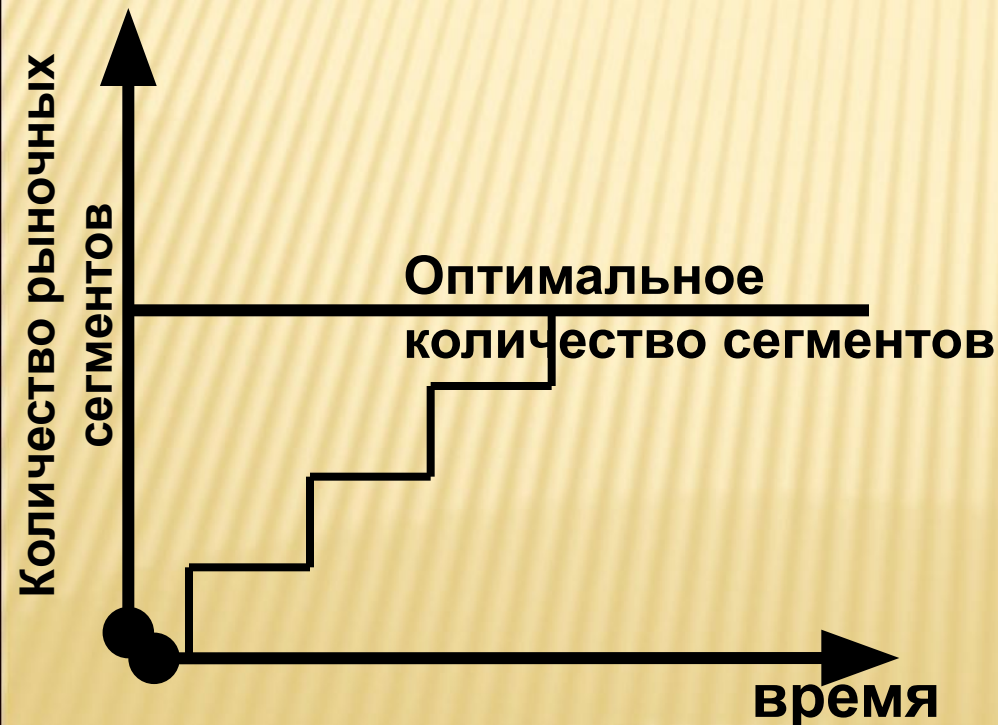 Количество рыночных
сегментов
Оптимальное
количество сегментов
время